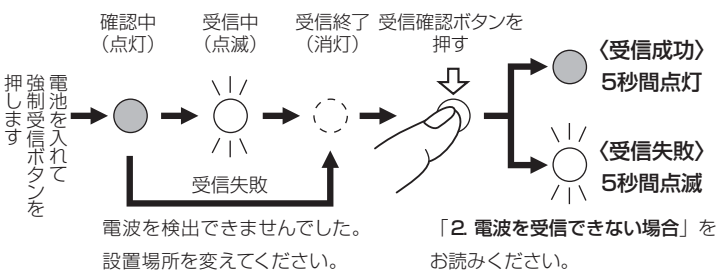 電池を入れて
強制受信ボタンを
押します
確認中
（点灯）
受信中
（点滅）
受信終了
（消灯）
受信確認ボタンを
押す
〈受信成功〉
5秒間点灯
〈受信失敗〉
5秒間点滅
受信失敗
電波を検出できませんでした。
設置場所を変えてください。
「2. 電波を受信できない場合」を
お読みください。